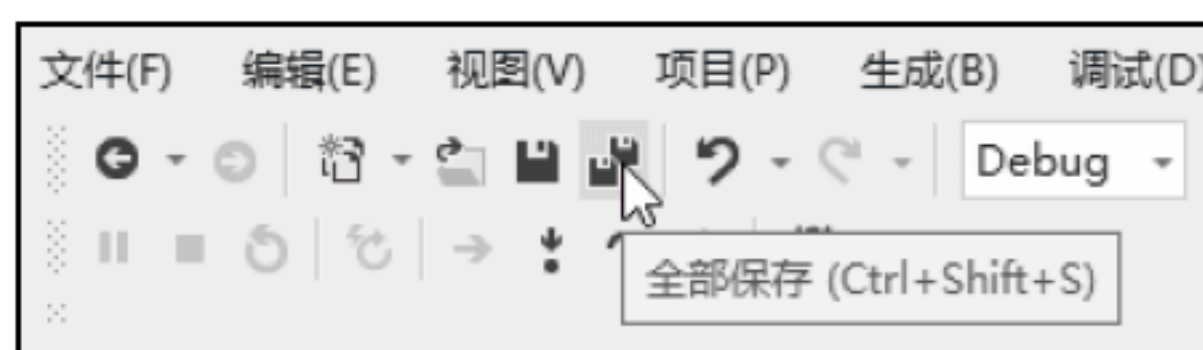 文件(F) 编辑(E) 视图(V) 项目(P) 生成(B) 调试(D)
Debug
全部保存 (Ctrl+Shift+S)